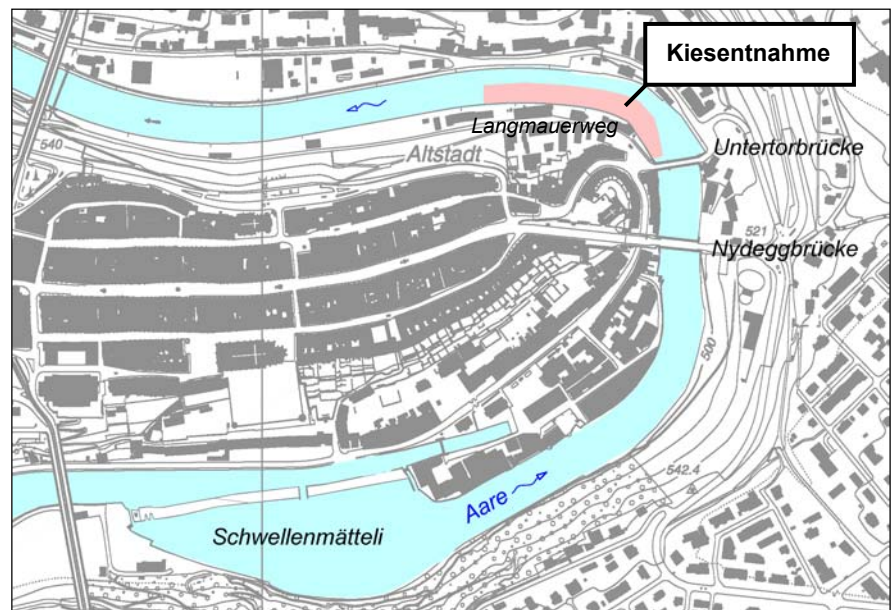 Kiesentnahme
Langmauerweg
Untertorbrücke
540
Altstadt
521
Nydeggbrücke
500
542.4
Aare
Schwellenmätteli